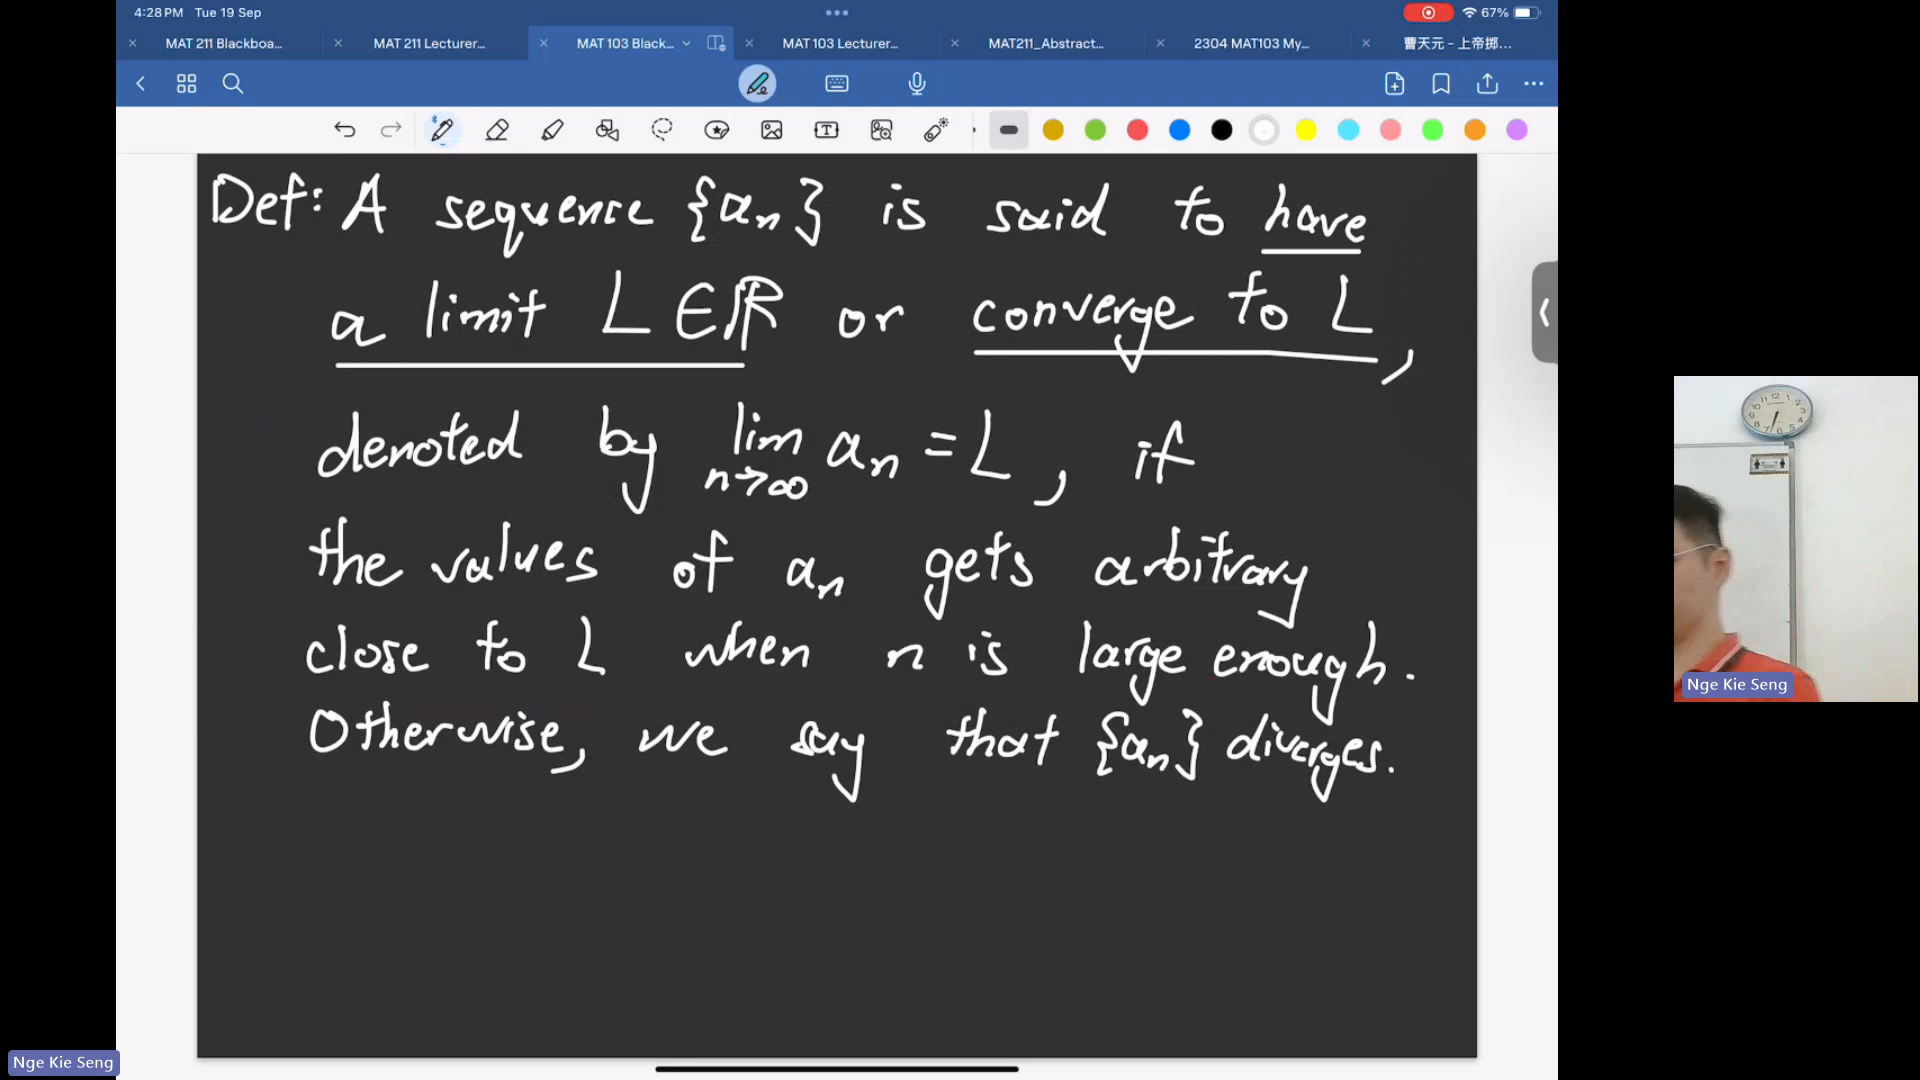 4:28 PM Tue 19 Sep
67%
MAT 211 Blackboa...
MAT 211 Lecturer...
MAT 103 Black...
MAT 103 Lecturer...
MAT211_Abstract...
2304 MAT103 My...
曹天元 - 上帝掷...
Def: A sequence {aₙ} is said to have
a limit L ∈ ℝ or converge to L,
denoted by lim n→∞ aₙ = L, if
the values of aₙ gets arbitrary
close to L when n is large enough.
Otherwise, we say that {aₙ} diverges.
Nge Kie Seng
Nge Kie Seng